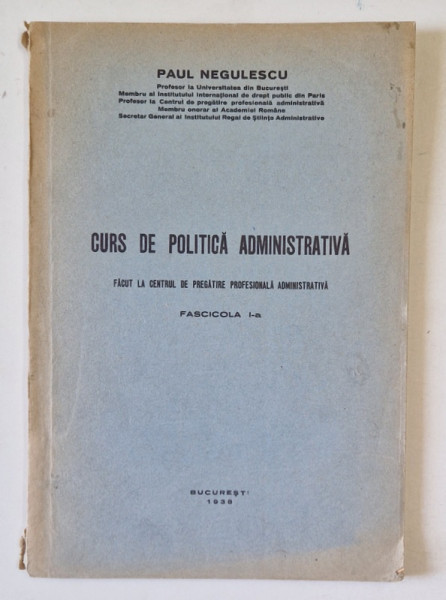 PAUL NEGULESCU
Profesor la Universitatea din București
Membru al Institutului Internațional de drept public din Paris
Profesor la Centrul de pregătire profesională administrativă
Membru onorar al Academiei Române
Secretar General al Institutului Regal de Științe Administrative
CURS DE POLITICĂ ADMINISTRATIVĂ
FĂCUT LA CENTRUL DE PREGĂTIRE PROFESIONALĂ ADMINISTRATIVĂ
FASCICOLA I-a
BUCUREȘTI
1938